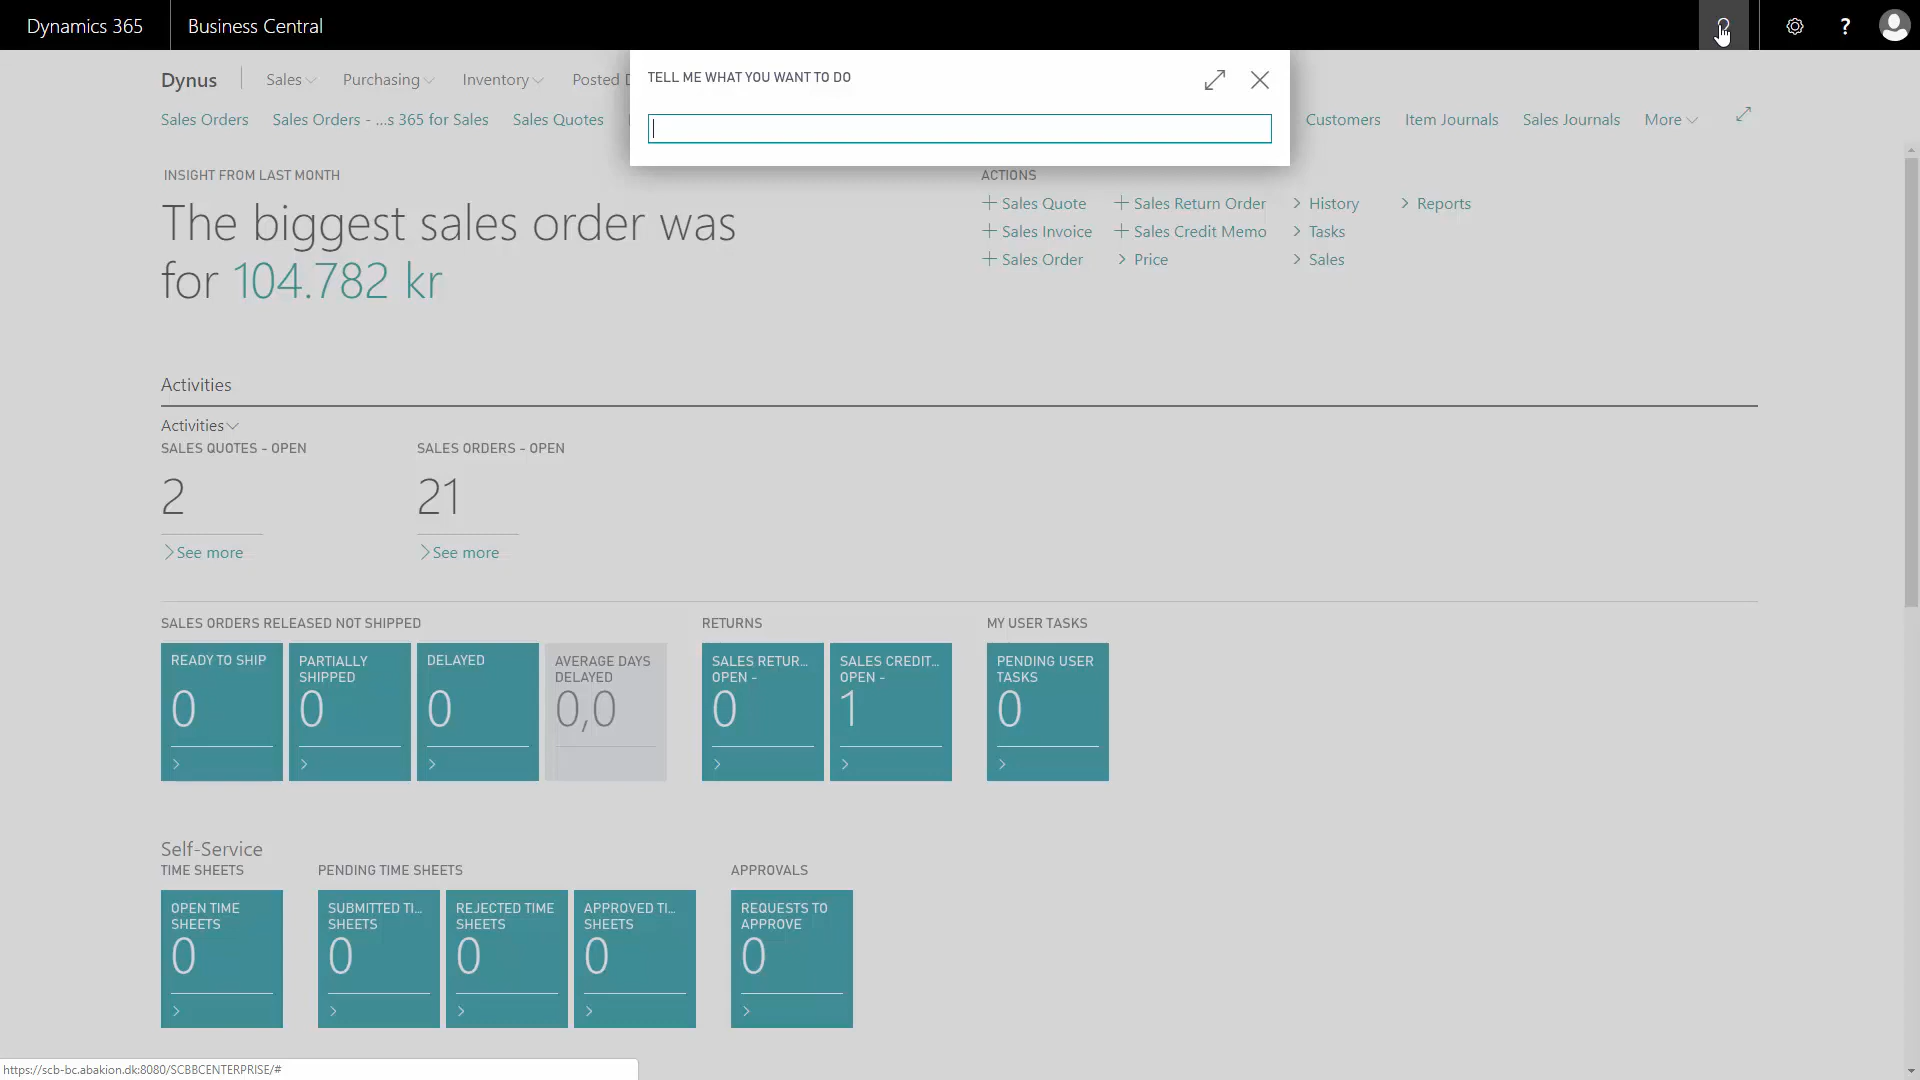 Dynamics 365 Business Central ?
TELL ME WHAT YOU WANT TO DO
Dynus Sales Purchasing Inventory Posted D
Sales Orders Sales Orders - ...s 365 for Sales Sales Quotes Customers Item Journals Sales Journals More
INSIGHT FROM LAST MONTH
The biggest sales order was
for 104.782 kr
ACTIONS
+ Sales Quote + Sales Return Order > History > Reports
+ Sales Invoice + Sales Credit Memo > Tasks
+ Sales Order > Price > Sales
Activities
Activities
SALES QUOTES - OPEN SALES ORDERS - OPEN
2 21
>See more >See more
SALES ORDERS RELEASED NOT SHIPPED RETURNS MY USER TASKS
READY TO SHIP
0
PARTIALLY
SHIPPED
0
DELAYED
0
AVERAGE DAYS
DELAYED
0,0
SALES RETUR...
OPEN -
0
SALES CREDIT...
OPEN -
1
PENDING USER
TASKS
0
Self-Service
TIME SHEETS PENDING TIME SHEETS APPROVALS
OPEN TIME
SHEETS
0
SUBMITTED TI...
SHEETS
0
REJECTED TIME
SHEETS
0
APPROVED TI...
SHEETS
0
REQUESTS TO
APPROVE
0
https://scb-bc.abakion.dk:8080/SCBBCENTERPRISE/#